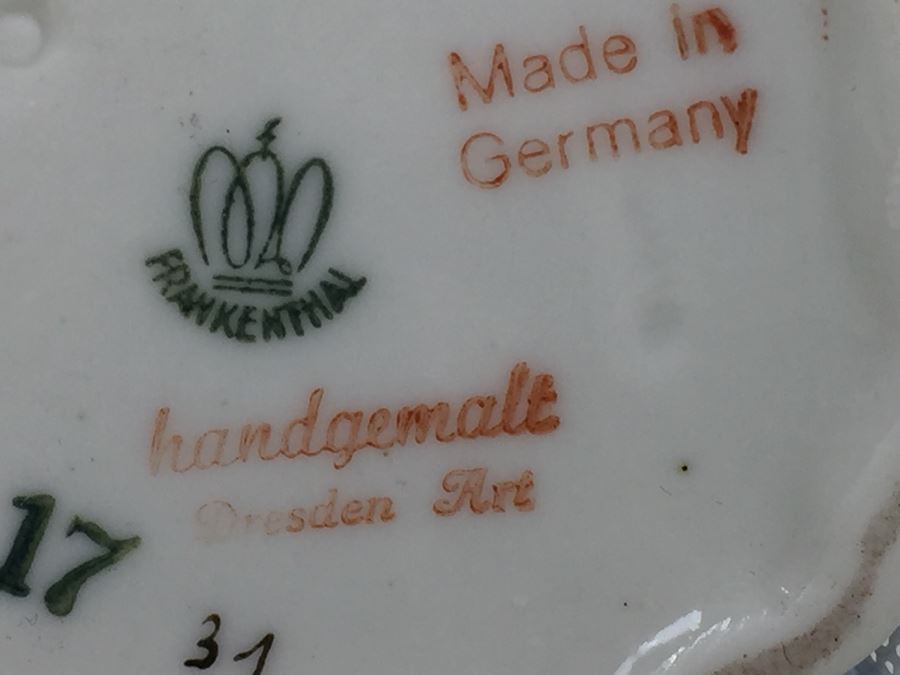 Made in
Germany
FRANKENTHAL
handgemalt
Dresden Art
17
31